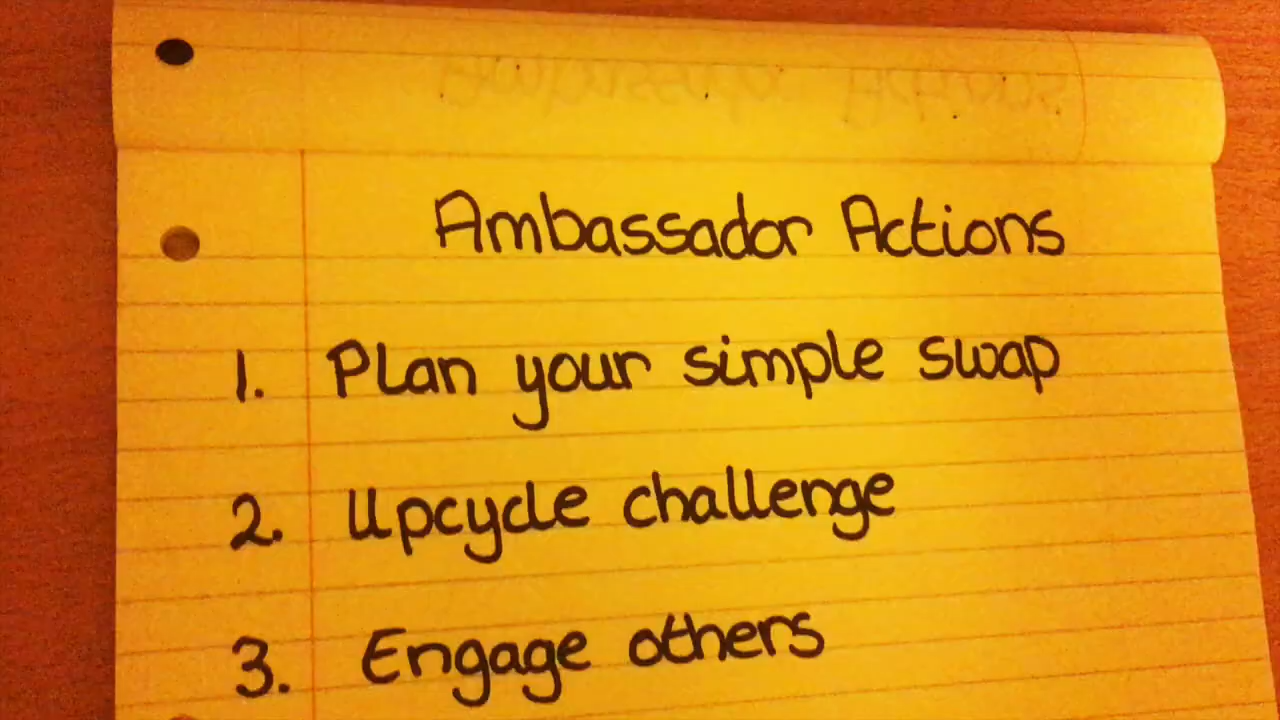 Ambassador Actions
1. Plan your simple swap
2. Upcycle challenge
3. Engage others